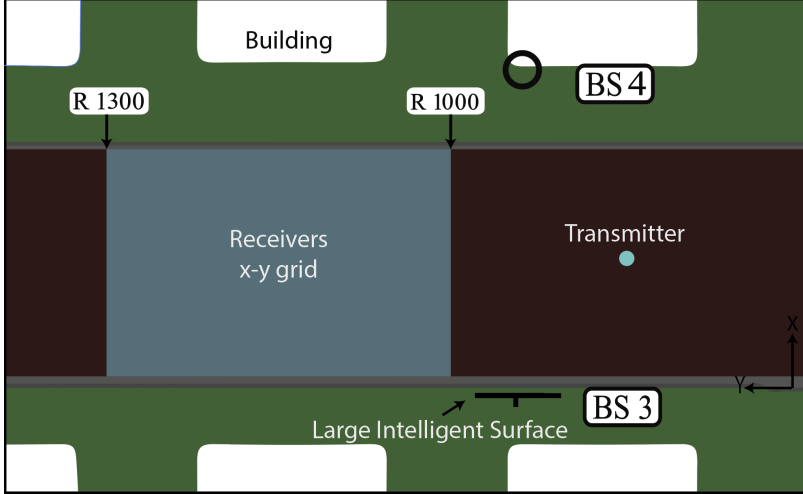 Building
BS 4
R 1300
R 1000
Receivers
x-y grid
Transmitter
X
Y
BS 3
Large Intelligent Surface